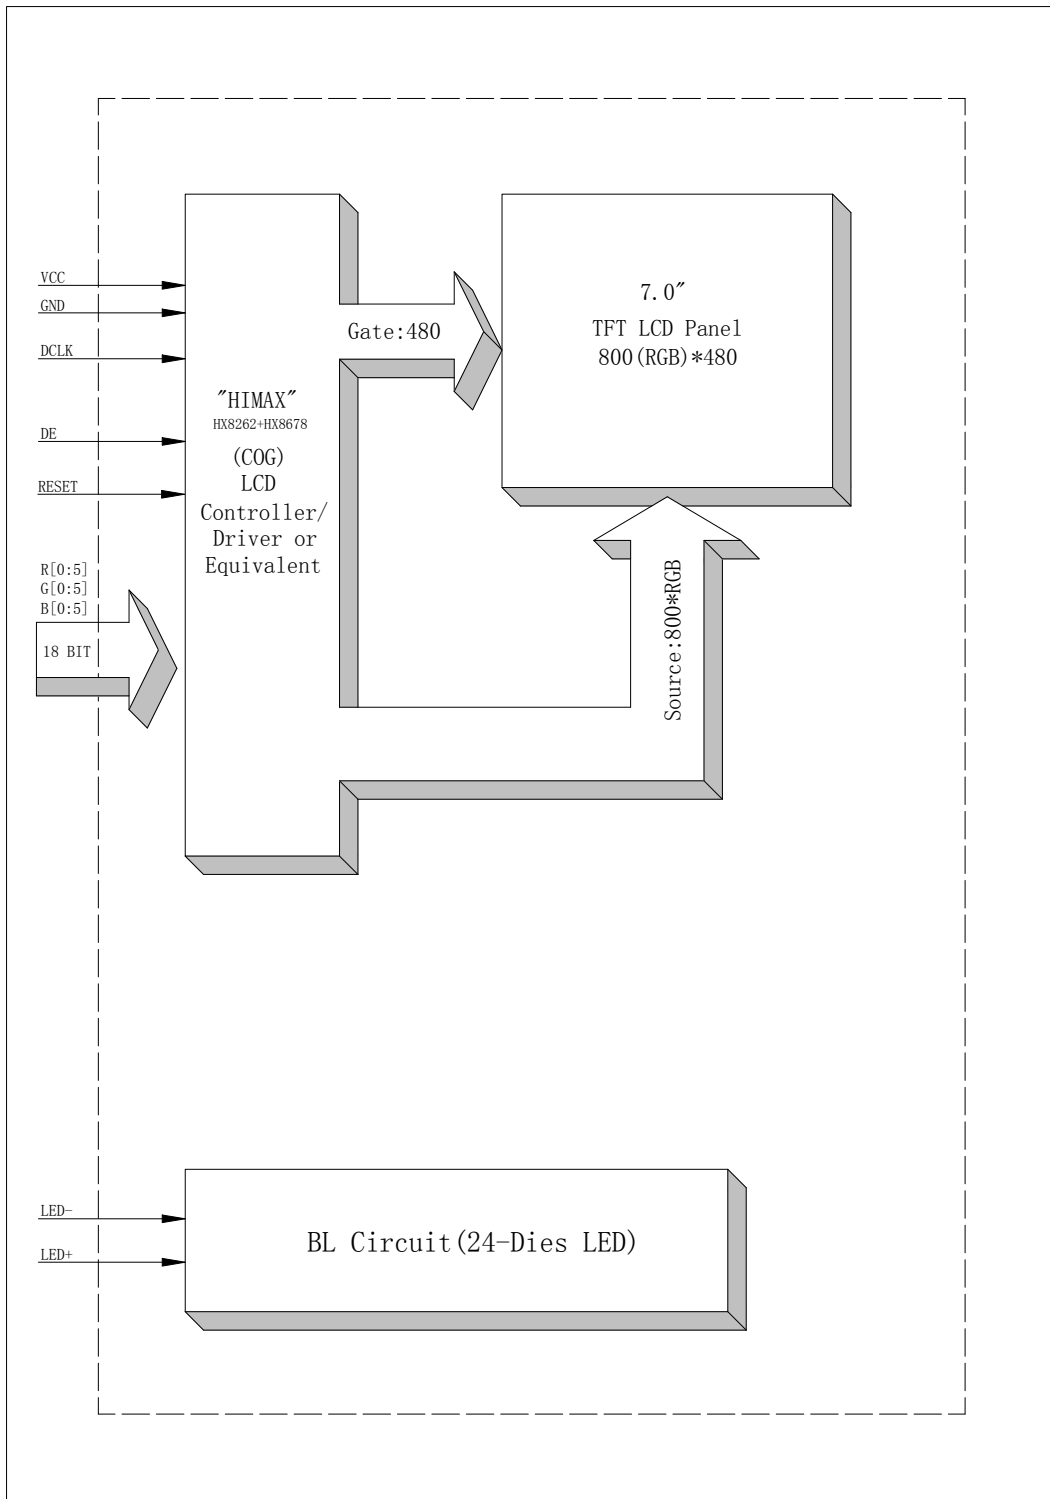 VCC
GND
DCLK
DE
RESET
R[0:5]
G[0:5]
B[0:5]
18 BIT
"HIMAX"
HX8262+HX8678
(COG)
LCD
Controller/
Driver or
Equivalent
Gate:480
7.0"
TFT LCD Panel
800(RGB)*480
Source:800*RGB
LED-
LED+
BL Circuit(24-Dies LED)